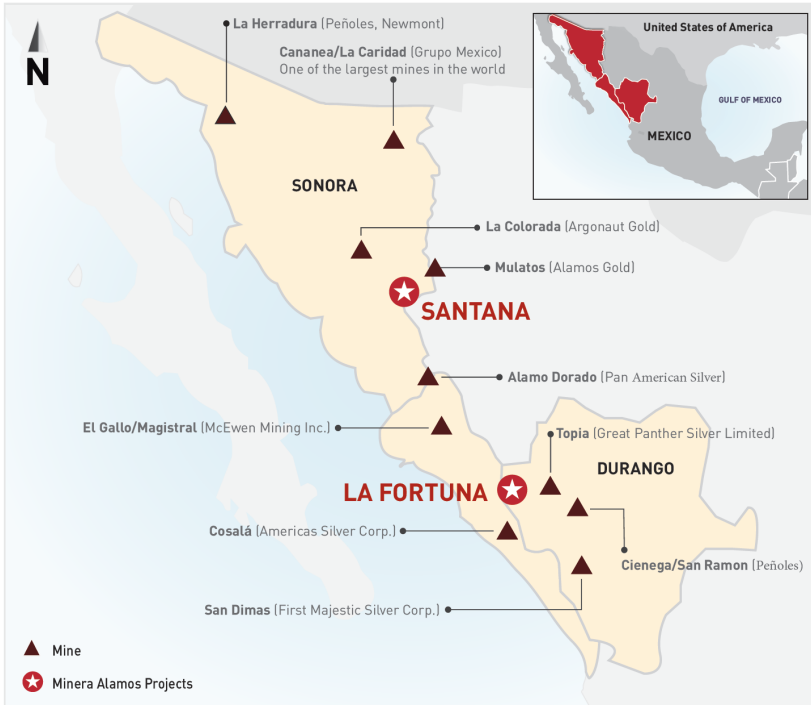 La Herradura (Peñoles, Newmont)
N
Cananea/La Caridad (Grupo Mexico)
One of the largest mines in the world
United States of America
GULF OF MEXICO
MEXICO
SONORA
La Colorada (Argonaut Gold)
Mulatos (Alamos Gold)
SANTANA
Alamo Dorado (Pan American Silver)
El Gallo/Magistral (McEwen Mining Inc.)
Topia (Great Panther Silver Limited)
DURANGO
LA FORTUNA
Cosalá (Americas Silver Corp.)
Cienega/San Ramon (Peñoles)
San Dimas (First Majestic Silver Corp.)
Mine
Minera Alamos Projects